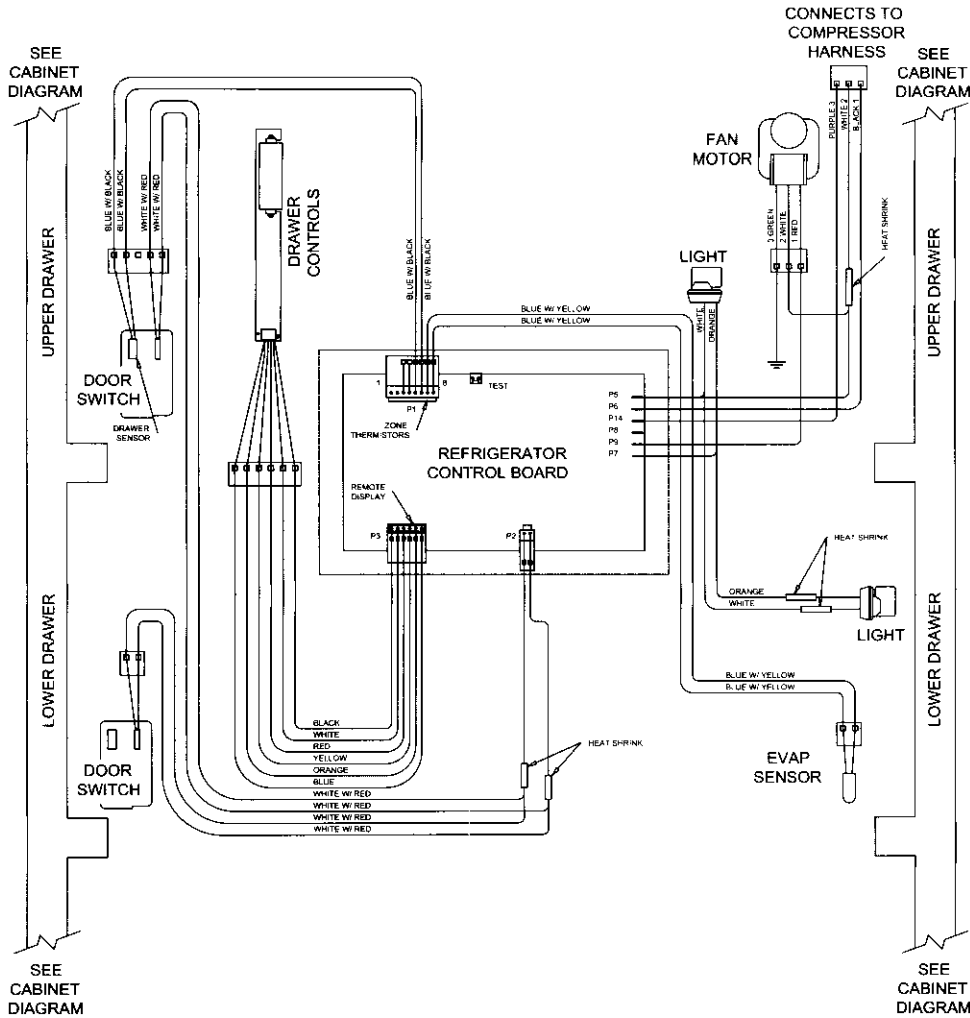 CONNECTS TO
COMPRESSOR
HARNESS
SEE
CABINET
DIAGRAM
SEE
CABINET
DIAGRAM
PURPLE 3
WHITE 2
BLACK 1
FAN
MOTOR
BLUE W/ BLACK
BLUE W/ BLACK
WHITE W/ RED
WHITE W/ RED
DRAWER
CONTROLS
BLUE W/ BLACK
BLUE W/ BLACK
3 GREEN
2 WHITE
1 RED
HEAT SHRINK
LIGHT
WHITE
ORANGE
UPPER DRAWER
UPPER DRAWER
BLUE W/ YELLOW
BLUE W/ YELLOW
DOOR
SWITCH
DRAWER
SENSOR
1
8
TEST
P1
ZONE
THERMISTORS
P5
P6
P14
P8
P9
P7
REFRIGERATOR
CONTROL BOARD
REMOTE
DISPLAY
P3
P2
HEAT SHRINK
ORANGE
WHITE
LIGHT
LOWER DRAWER
LOWER DRAWER
BLUE W/ YELLOW
BLUE W/ YELLOW
EVAP
SENSOR
DOOR
SWITCH
BLACK
WHITE
RED
YELLOW
ORANGE
BLUE
WHITE W/ RED
WHITE W/ RED
WHITE W/ RED
HEAT SHRINK
SEE
CABINET
DIAGRAM
SEE
CABINET
DIAGRAM